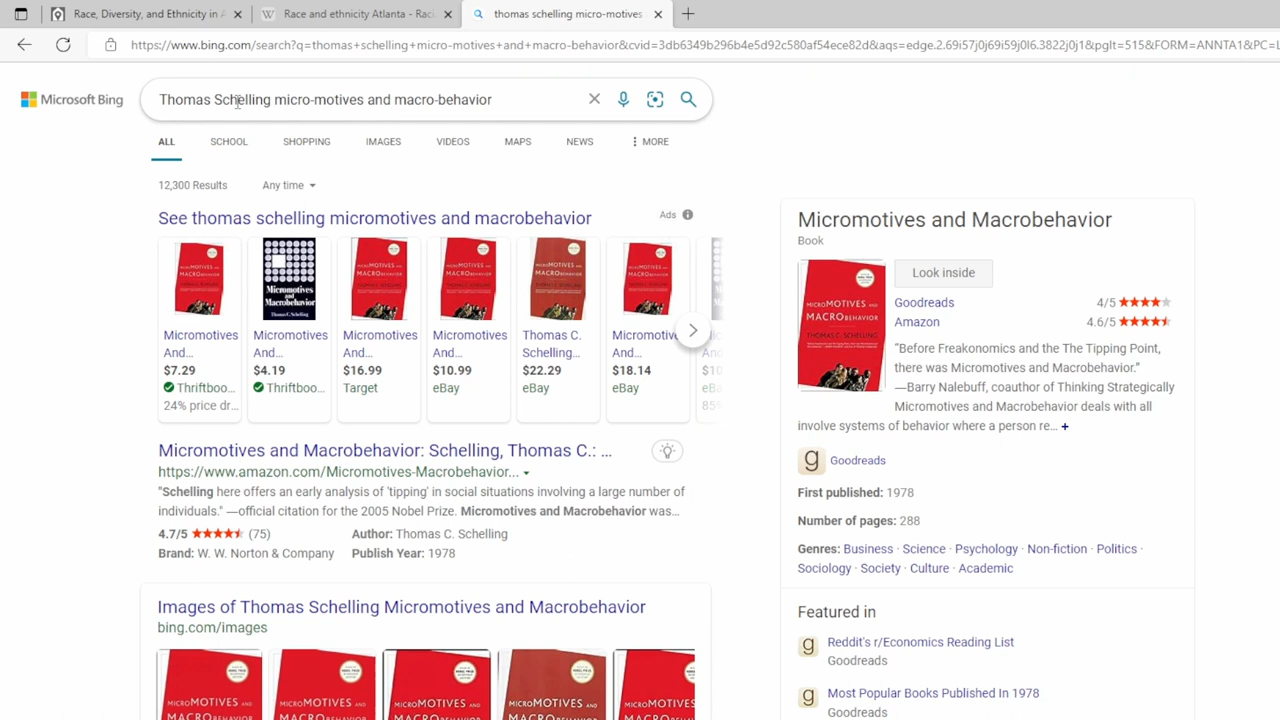 Race, Diversity, and Ethnicity in A
Race and ethnicity Atlanta - Rac
thomas schelling micro-motives
https://www.bing.com/search?q=thomas+schelling+micro-motives+and+macro-behavior&cvid=3db6349b296b4e5d92c580af54ece82d&aqs=edge.2.69i57j0j69i59j0l6.3822j0j1&pglt=515&FORM=ANNTA1&PC=L
Microsoft Bing
Thomas Schelling micro-motives and macro-behavior
ALL SCHOOL SHOPPING IMAGES VIDEOS MAPS NEWS MORE
12,300 Results Any time
See thomas schelling micromotives and macrobehavior
Ads
Micromotives And... $7.29 Thriftboo... 24% price dr...
Micromotives And... $4.19 Thriftboo...
Micromotives And... $16.99 Target
Micromotives And... $10.99 eBay
Thomas C. Schelling... $22.29 eBay
Micromotive And... $18.14 eBay
Micromotives and Macrobehavior: Schelling, Thomas C.: ...
https://www.amazon.com/Micromotives-Macrobehavior...
"Schelling here offers an early analysis of 'tipping' in social situations involving a large number of
individuals." —official citation for the 2005 Nobel Prize. Micromotives and Macrobehavior was...
4.7/5 (75) Author: Thomas C. Schelling
Brand: W. W. Norton & Company Publish Year: 1978
Images of Thomas Schelling Micromotives and Macrobehavior
bing.com/images
MICROMOTIVES AND
MICROMOTIVES AND
MICROMOTIVES AND
MICROMOTIVES AND
Micromotives and Macrobehavior
Book
MICROMOTIVES AND
MACROBEHAVIOR
THOMAS C. SCHELLING
Look inside
Goodreads 4/5
Amazon 4.6/5
“Before Freakonomics and the The Tipping Point,
there was Micromotives and Macrobehavior.”
—Barry Nalebuff, coauthor of Thinking Strategically
Micromotives and Macrobehavior deals with all
involve systems of behavior where a person re... +
g Goodreads
First published: 1978
Number of pages: 288
Genres: Business · Science · Psychology · Non-fiction · Politics ·
Sociology · Society · Culture · Academic
Featured in
g Reddit's r/Economics Reading List
Goodreads
g Most Popular Books Published In 1978
Goodreads